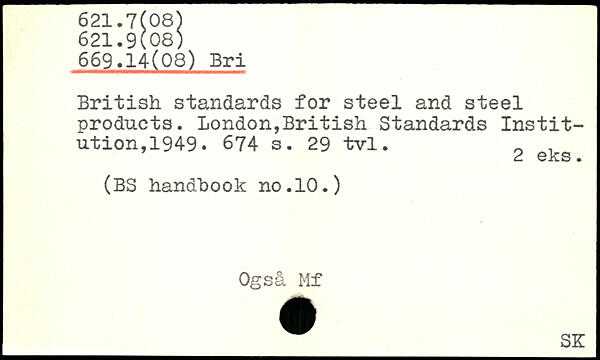 621.7(08)
621.9(08)
669.14(08) Bri
British standards for steel and steel
products. London,British Standards Instit-
ution,1949. 674 s. 29 tvl.
2 eks.
(BS handbook no.10.)
Også Mf
SK